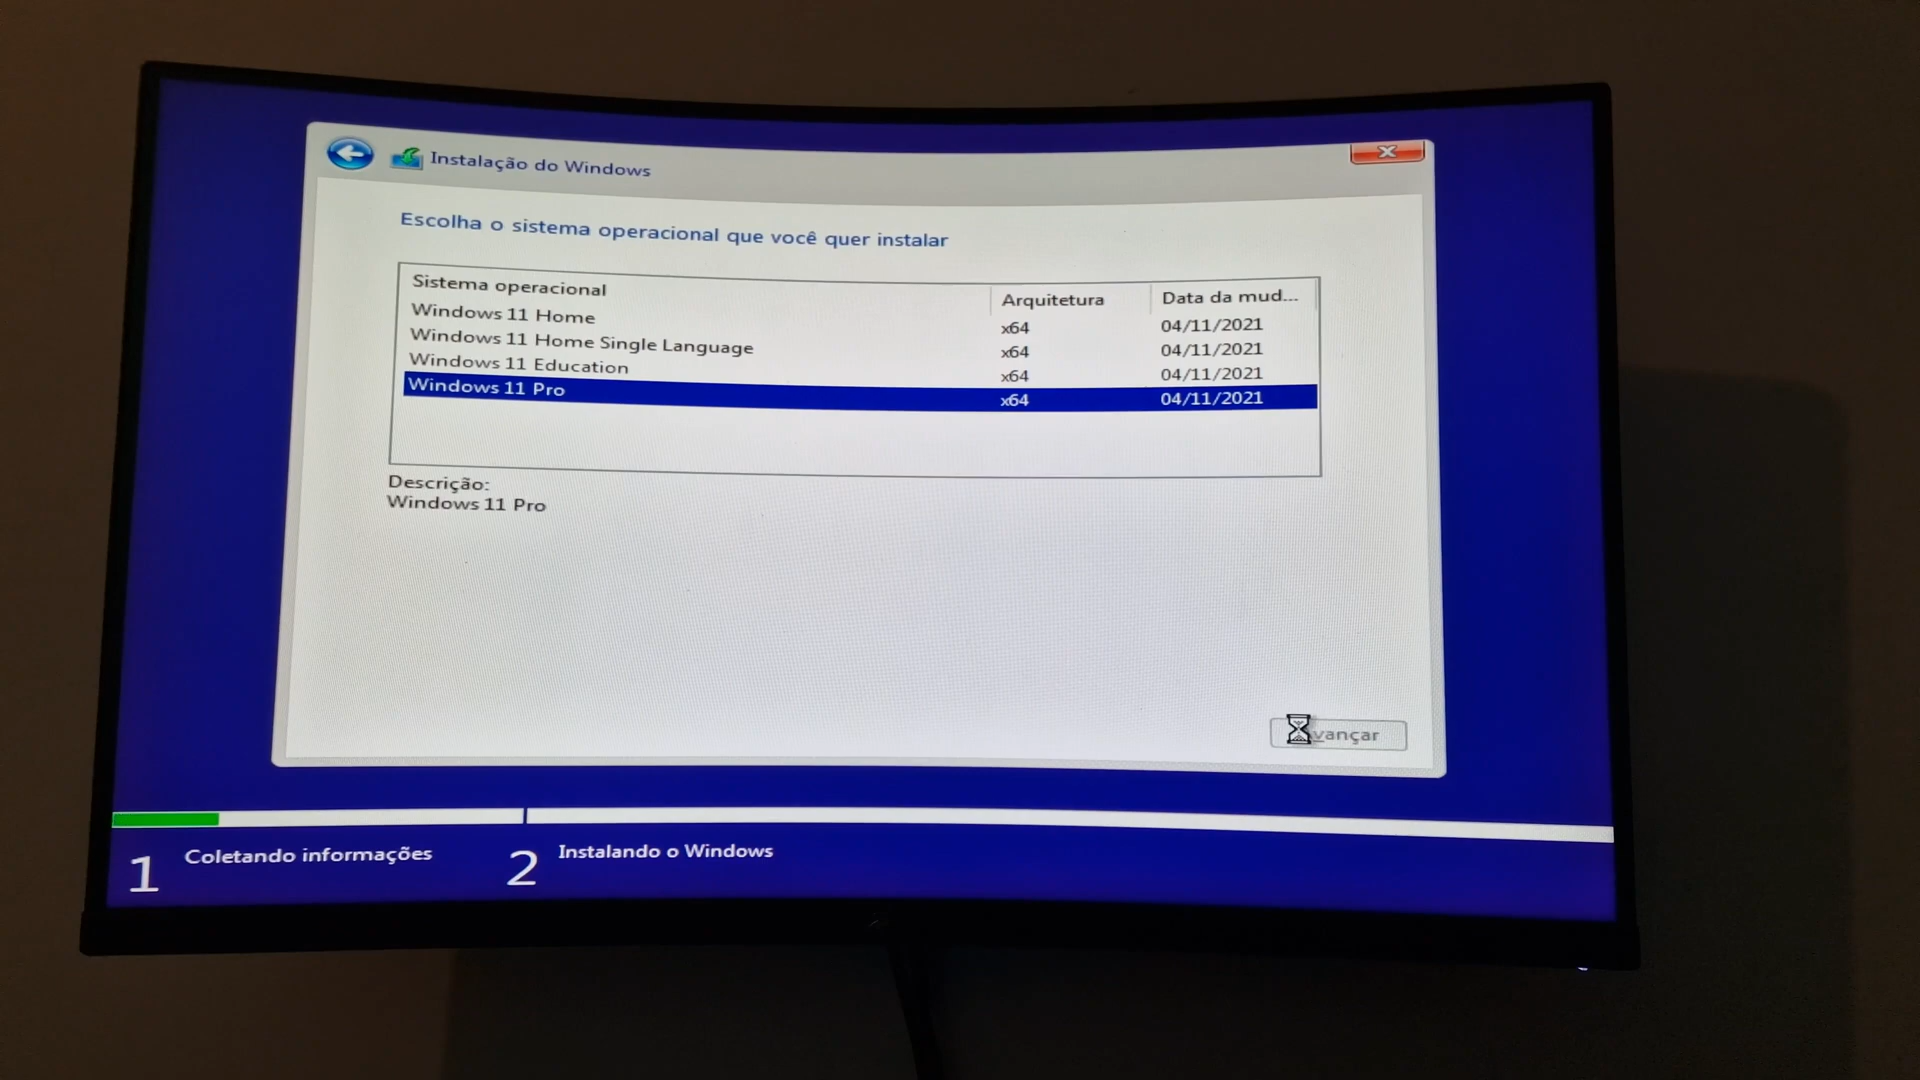 Instalação do Windows
Escolha o sistema operacional que você quer instalar
Sistema operacional Arquitetura Data da mud...
Windows 11 Home x64 04/11/2021
Windows 11 Home Single Language x64 04/11/2021
Windows 11 Education x64 04/11/2021
Windows 11 Pro x64 04/11/2021
Descrição:
Windows 11 Pro
vançar
1 Coletando informações 2 Instalando o Windows